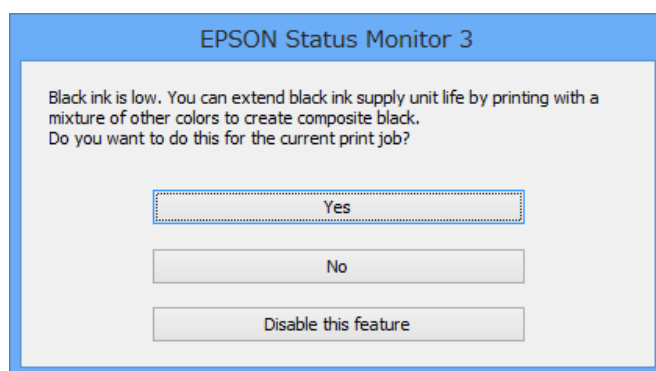 EPSON Status Monitor 3
Black ink is low. You can extend black ink supply unit life by printing with a
mixture of other colors to create composite black.
Do you want to do this for the current print job?
Yes
No
Disable this feature